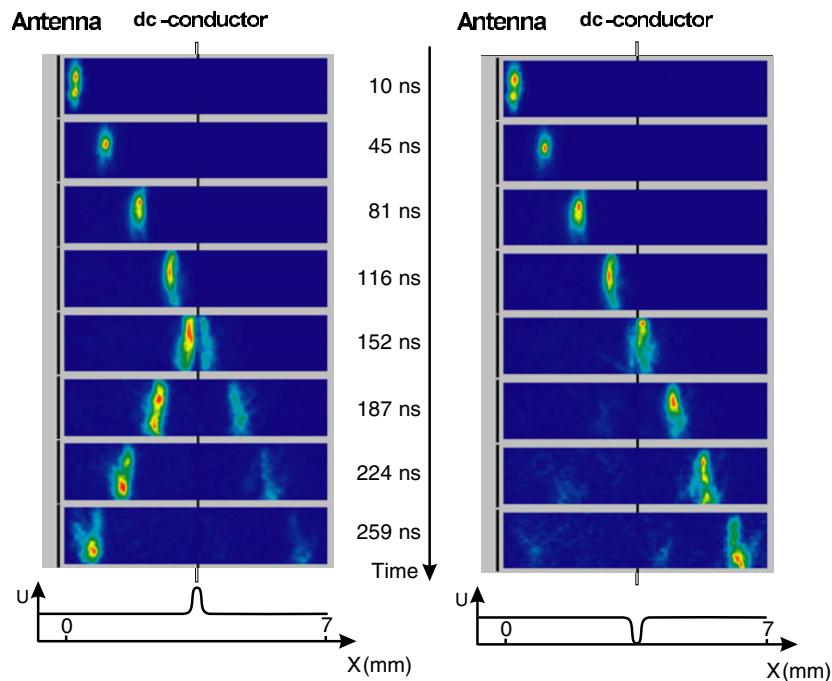 Antenna dc-conductor Antenna dc-conductor
10 ns
45 ns
81 ns
116 ns
152 ns
187 ns
224 ns
259 ns
Time
U
0 7
X(mm)
U
0 7
X(mm)